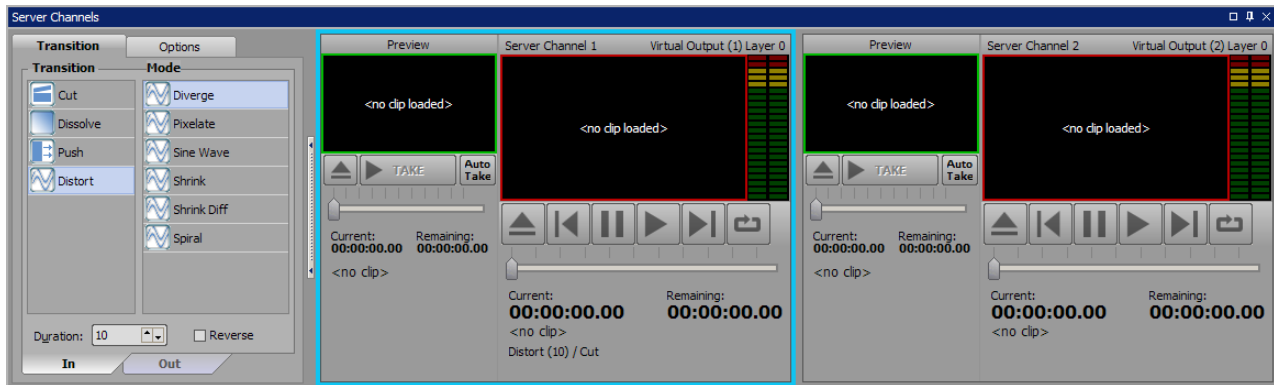 Server Channels
Transition Options
Transition Mode
Cut Diverge
Dissolve Pixelate
Push Sine Wave
Distort Shrink
Shrink Diff
Spiral
Duration: 10 Reverse
In Out
Preview Server Channel 1 Virtual Output (1) Layer 0
<no clip loaded>
<no clip loaded>
TAKE Auto Take
Current: Remaining:
00:00:00.00 00:00:00.00
<no clip>
Current: Remaining:
00:00:00.00 00:00:00.00
<no clip>
Distort (10) / Cut
Preview Server Channel 2 Virtual Output (2) Layer 0
<no clip loaded>
<no clip loaded>
TAKE Auto Take
Current: Remaining:
00:00:00.00 00:00:00.00
<no clip>
Current: Remaining:
00:00:00.00 00:00:00.00
<no clip>